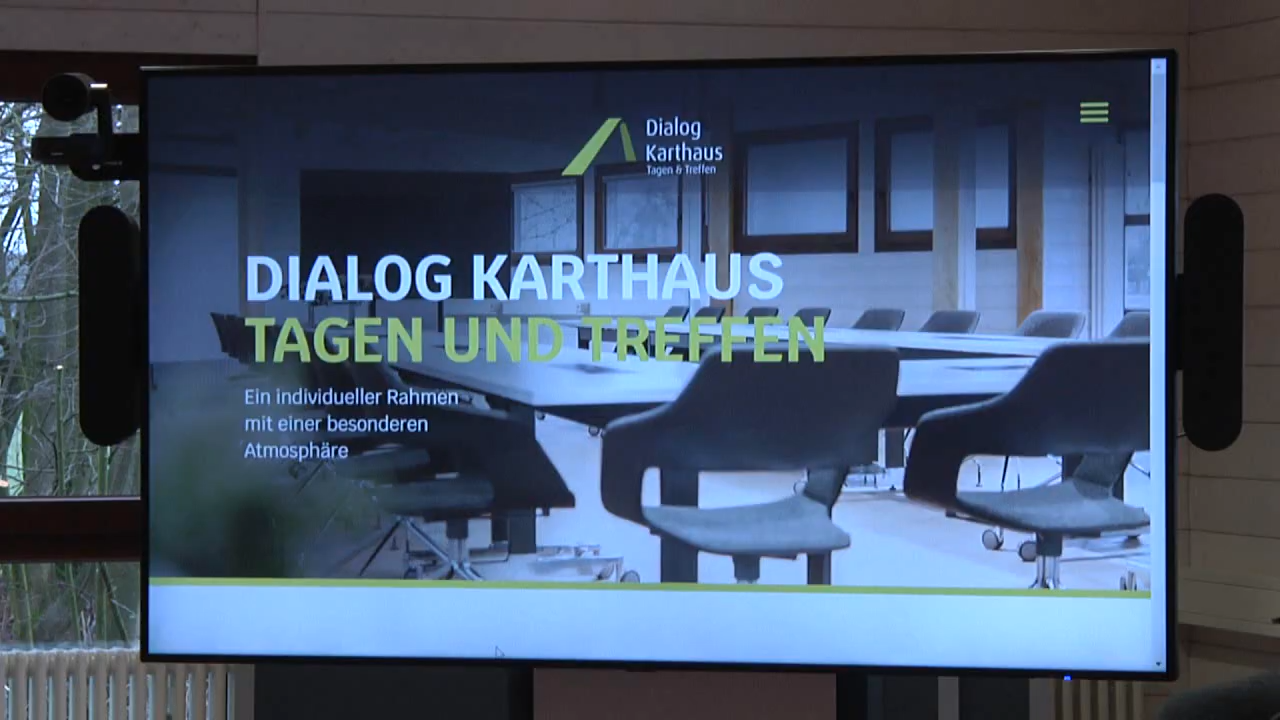 Dialog
Karthaus
Tagen & Treffen
DIALOG KARTHAUS
TAGEN UND TREFFEN
Ein individueller Rahmen
mit einer besonderen
Atmosphäre